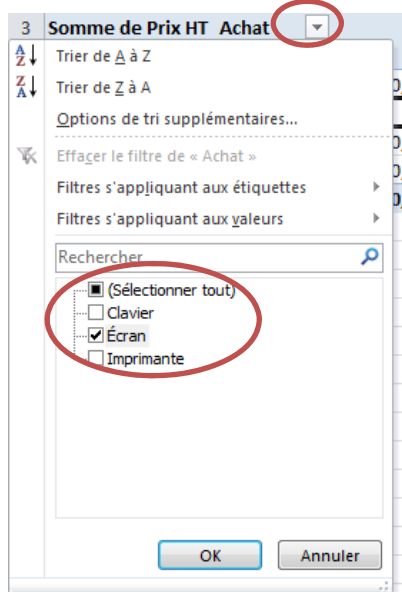 3 Somme de Prix HT Achat
Trier de A à Z
Trier de Z à A
Options de tri supplémentaires...
Effacer le filtre de « Achat »
Filtres s'appliquant aux étiquettes
Filtres s'appliquant aux valeurs
Rechercher
(Sélectionner tout)
Clavier
Écran
Imprimante
OK Annuler